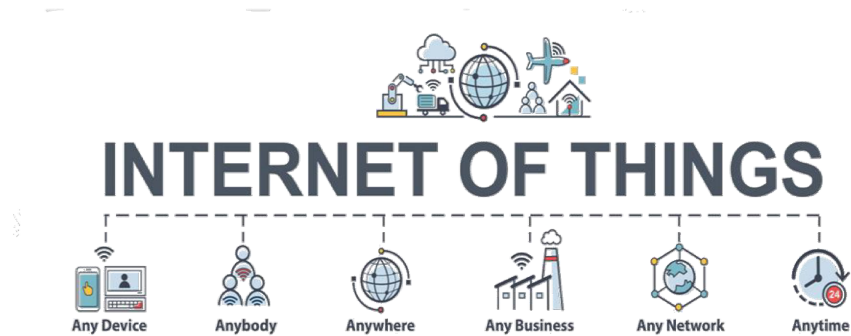 INTERNET OF THINGS
24
Any Device
Anybody
Anywhere
Any Business
Any Network
Anytime